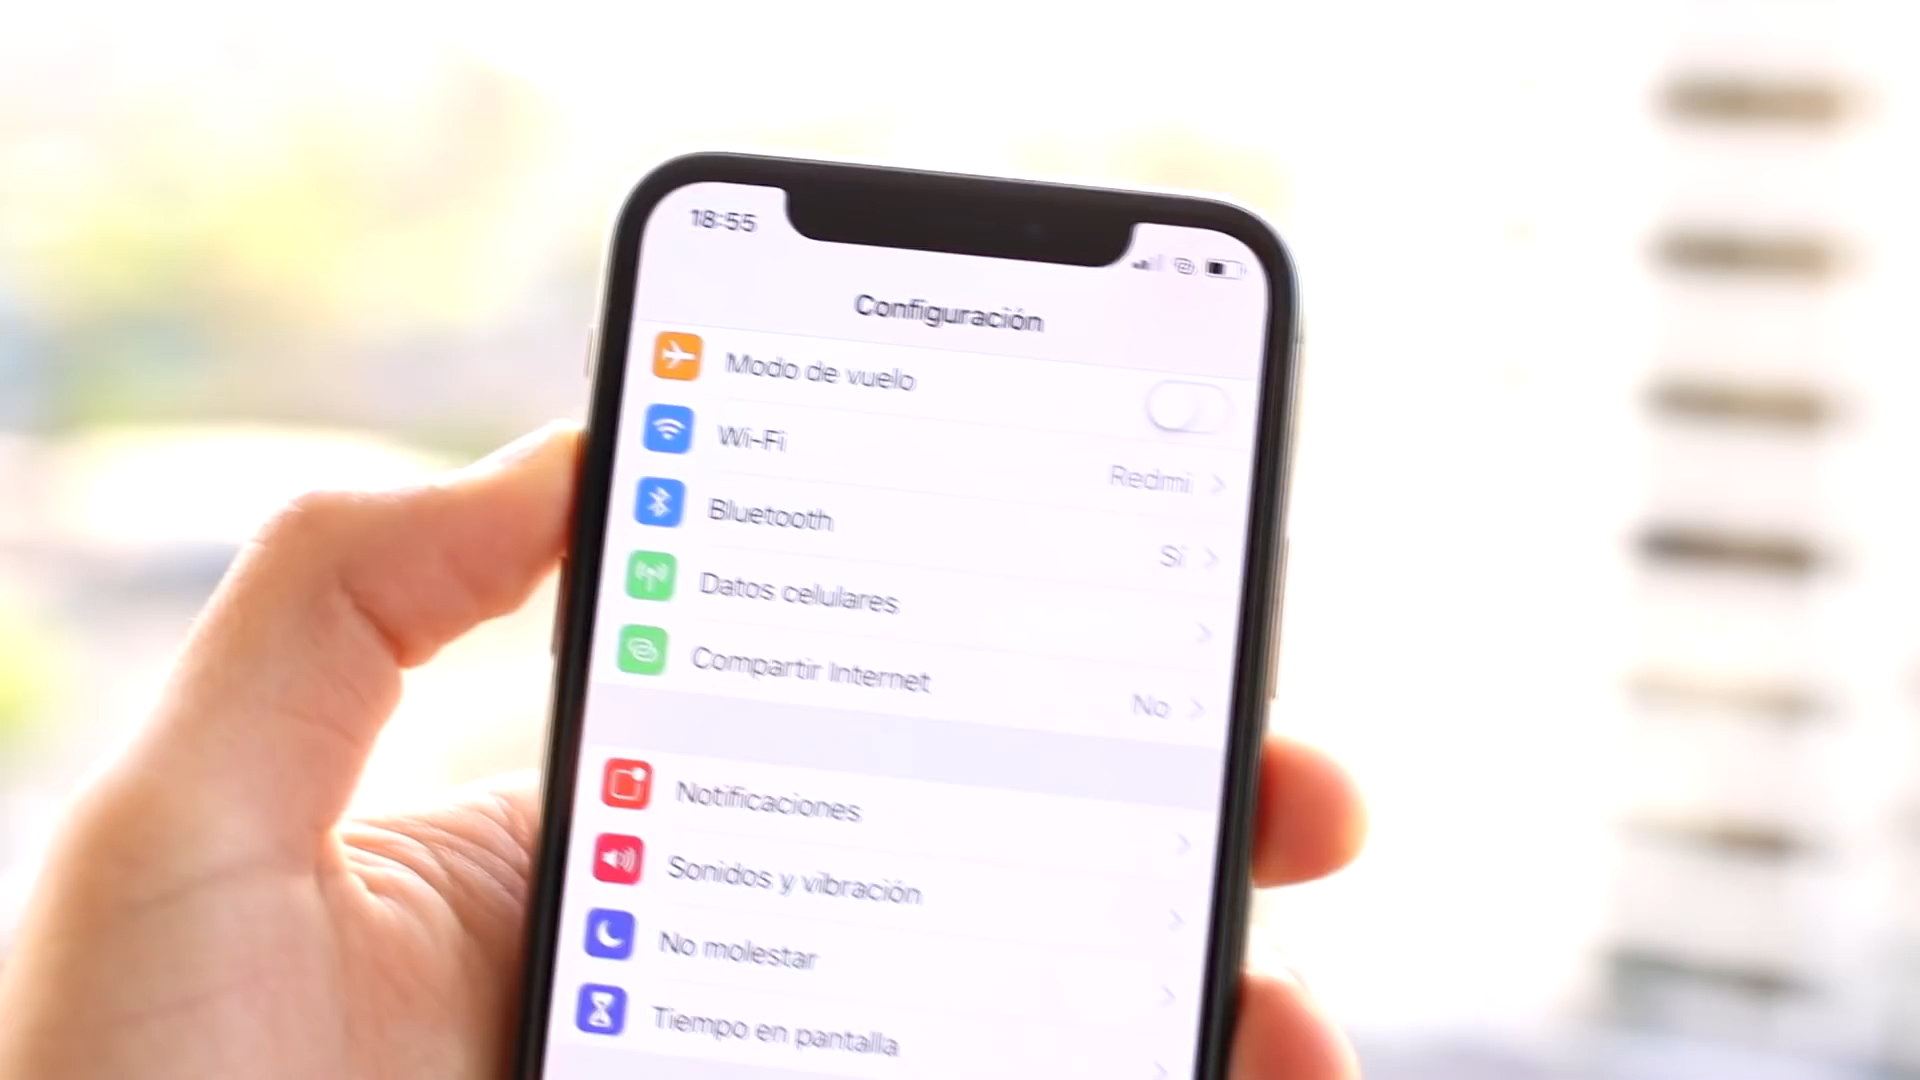 18:55
Configuración
Modo de vuelo
Wi-Fi
Redmi
Bluetooth
Sí
Datos celulares
Compartir Internet
No
Notificaciones
Sonidos y vibración
No molestar
Tiempo en pantalla